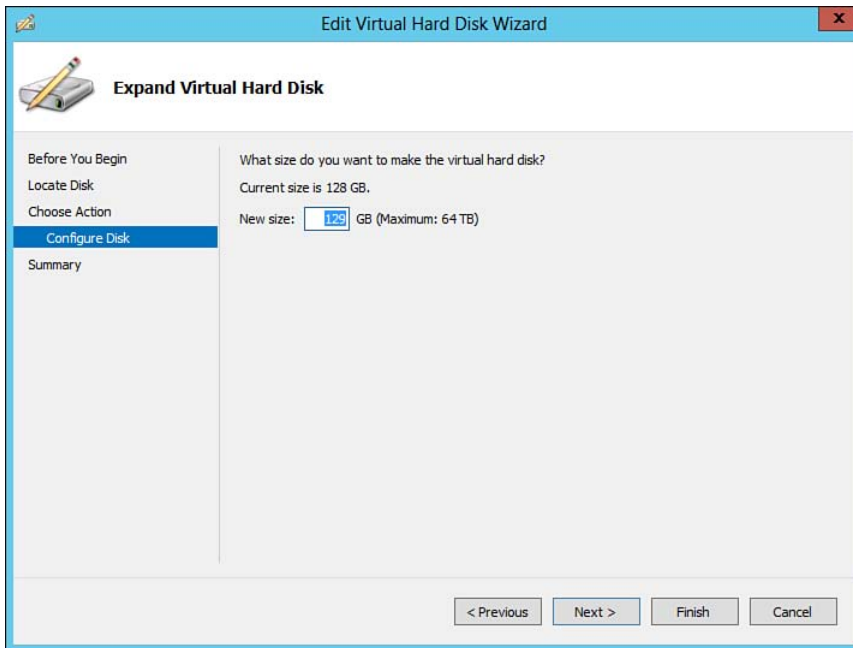 Edit Virtual Hard Disk Wizard
x
Expand Virtual Hard Disk
Before You Begin
Locate Disk
Choose Action
Configure Disk
Summary
What size do you want to make the virtual hard disk?
Current size is 128 GB.
New size: 129 GB (Maximum: 64 TB)
< Previous Next > Finish Cancel